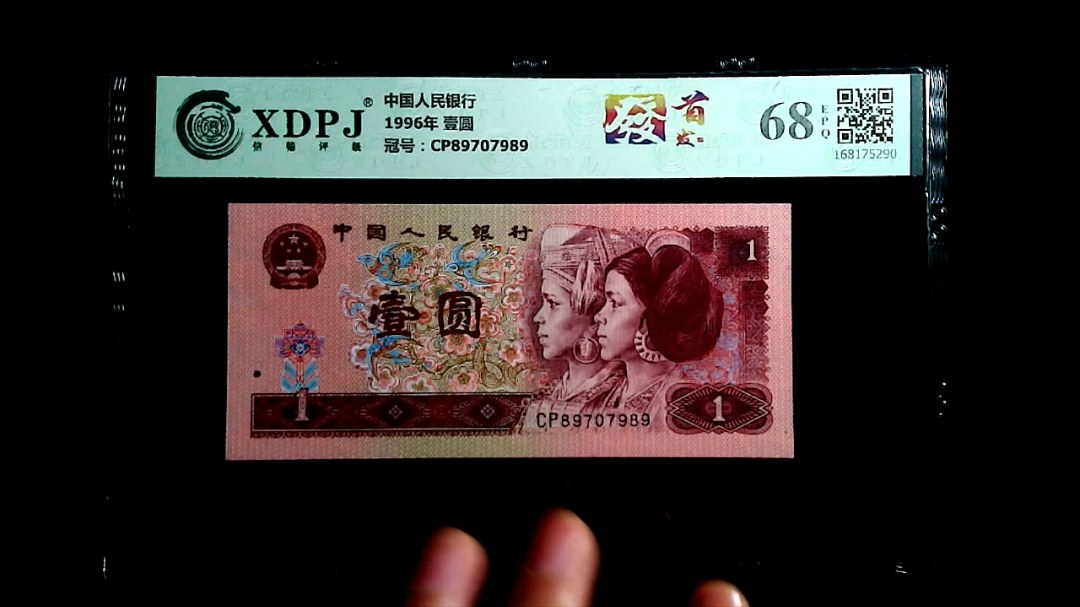 XDPJ®
信德评级
中国人民银行
1996年 壹圆
冠号：CP89707989
發
首发
68
EPQ
168175290
中国人民银行
1
壹圆
1
CP89707989
1